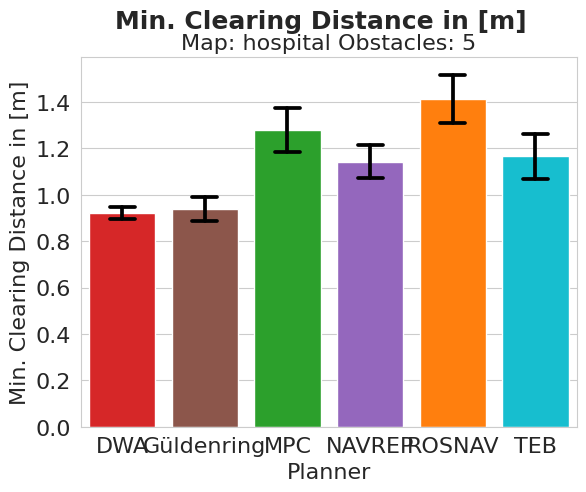 Min. Clearing Distance in [m]
Map: hospital Obstacles: 5
Min. Clearing Distance in [m]
1.4
1.2
1.0
0.8
0.6
0.4
0.2
0.0
DWA Güldenring MPC NAVREP ROSNAV TEB
Planner